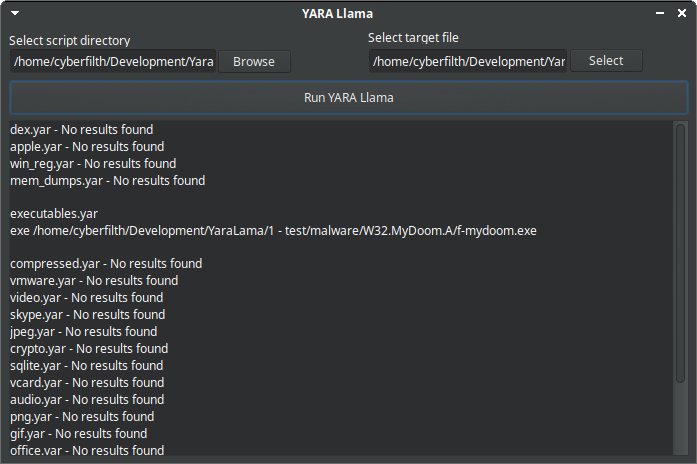 YARA Llama
Select script directory
Select target file
/home/cyberfilth/Development/Yara
Browse
/home/cyberfilth/Development/Yar
Select
Run YARA Llama
dex.yar - No results found
apple.yar - No results found
win_reg.yar - No results found
mem_dumps.yar - No results found
executables.yar
exe /home/cyberfilth/Development/YaraLama/1 - test/malware/W32.MyDoom.A/f-mydoom.exe
compressed.yar - No results found
vmware.yar - No results found
video.yar - No results found
skype.yar - No results found
jpeg.yar - No results found
crypto.yar - No results found
sqlite.yar - No results found
vcard.yar - No results found
audio.yar - No results found
png.yar - No results found
gif.yar - No results found
office.yar - No results found